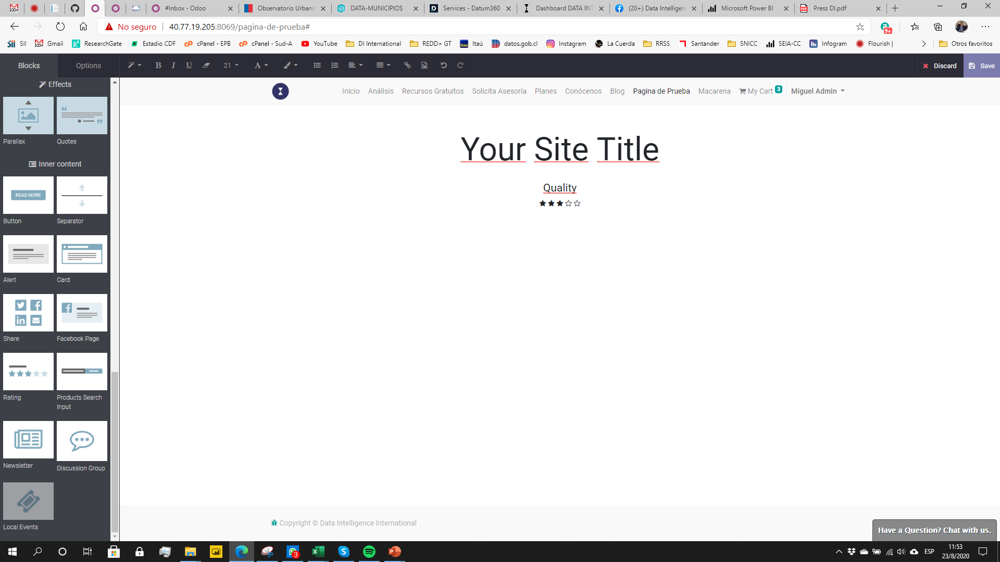 #Inbox - Odoo
Observatorio Urbano
DATA-MUNICIPIOS
Services - Datum360
Dashboard DATA INT
(20+) Data Intelligenc
Microsoft Power BI
Press DI.pdf
No seguro
40.77.19.205:8069/pagina-de-prueba#
9+
SII
Gmail
ResearchGate
Estadio CDF
cPanel - EPB
cPanel - Sud-A
YouTube
DI International
REDD+ GT
Itaú
datos.gob.cl
Instagram
La Cuerda
RRSS
Santander
SNICC
SEIA-CC
Infogram
Flourish |
Otros favoritos
Blocks
Options
B
I
U
21
A
Discard
Save
Effects
Parallax
Quotes
Inner content
READ MORE
Button
Separator
Alert
Card
Share
Facebook Page
Rating
Products Search
Input
Newsletter
Discussion Group
Local Events
Inicio
Análisis
Recursos Gratuitos
Solicita Asesoría
Planes
Conócenos
Blog
Pagina de Prueba
Macarena
My Cart 3
Miguel Admin
Your Site Title
Quality
Copyright © Data Intelligence International
Have a Question? Chat with us.
3
ESP
11:53
23/8/2020